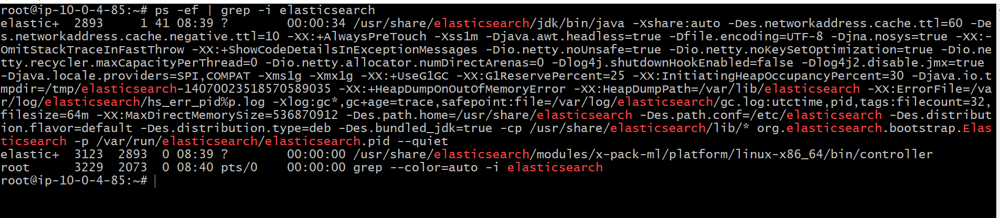 root@ip-10-0-4-85:~# ps -ef | grep -i elasticsearch
elastic+  2893     1 41 08:39 ?        00:00:34 /usr/share/elasticsearch/jdk/bin/java -Xshare:auto -Des.networkaddress.cache.ttl=60 -De
s.networkaddress.cache.negative.ttl=10 -XX:+AlwaysPreTouch -Xss1m -Djava.awt.headless=true -Dfile.encoding=UTF-8 -Djna.nosys=true -XX:-
OmitStackTraceInFastThrow -XX:+ShowCodeDetailsInExceptionMessages -Dio.netty.noUnsafe=true -Dio.netty.noKeySetOptimization=true -Dio.ne
tty.recycler.maxCapacityPerThread=0 -Dio.netty.allocator.numDirectArenas=0 -Dlog4j.shutdownHookEnabled=false -Dlog4j2.disable.jmx=true
-Djava.locale.providers=SPI,COMPAT -Xms1g -Xmx1g -XX:+UseG1GC -XX:G1ReservePercent=25 -XX:InitiatingHeapOccupancyPercent=30 -Djava.io.t
mpdir=/tmp/elasticsearch-14070023518570589035 -XX:+HeapDumpOnOutOfMemoryError -XX:HeapDumpPath=/var/lib/elasticsearch -XX:ErrorFile=/va
r/log/elasticsearch/hs_err_pid%p.log -Xlog:gc*,gc+age=trace,safepoint:file=/var/log/elasticsearch/gc.log:utctime,pid,tags:filecount=32,
filesize=64m -XX:MaxDirectMemorySize=536870912 -Des.path.home=/usr/share/elasticsearch -Des.path.conf=/etc/elasticsearch -Des.distribut
ion.flavor=default -Des.distribution.type=deb -Des.bundled_jdk=true -cp /usr/share/elasticsearch/lib/* org.elasticsearch.bootstrap.Elas
ticsearch -p /var/run/elasticsearch/elasticsearch.pid --quiet
elastic+  3123  2893  0 08:39 ?        00:00:00 /usr/share/elasticsearch/modules/x-pack-ml/platform/linux-x86_64/bin/controller
root      3229  2073  0 08:40 pts/0    00:00:00 grep --color=auto -i elasticsearch
root@ip-10-0-4-85:~#